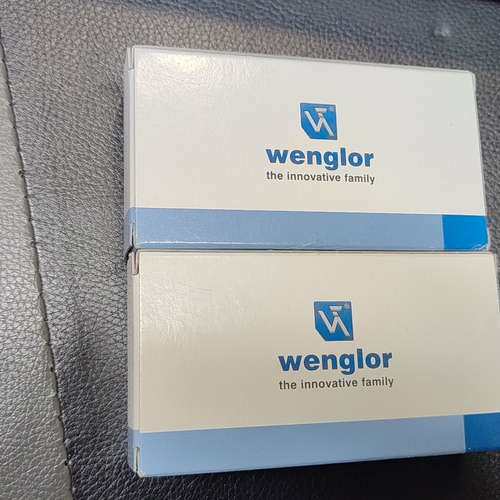 wenglor
the innovative family
wenglor
the innovative family